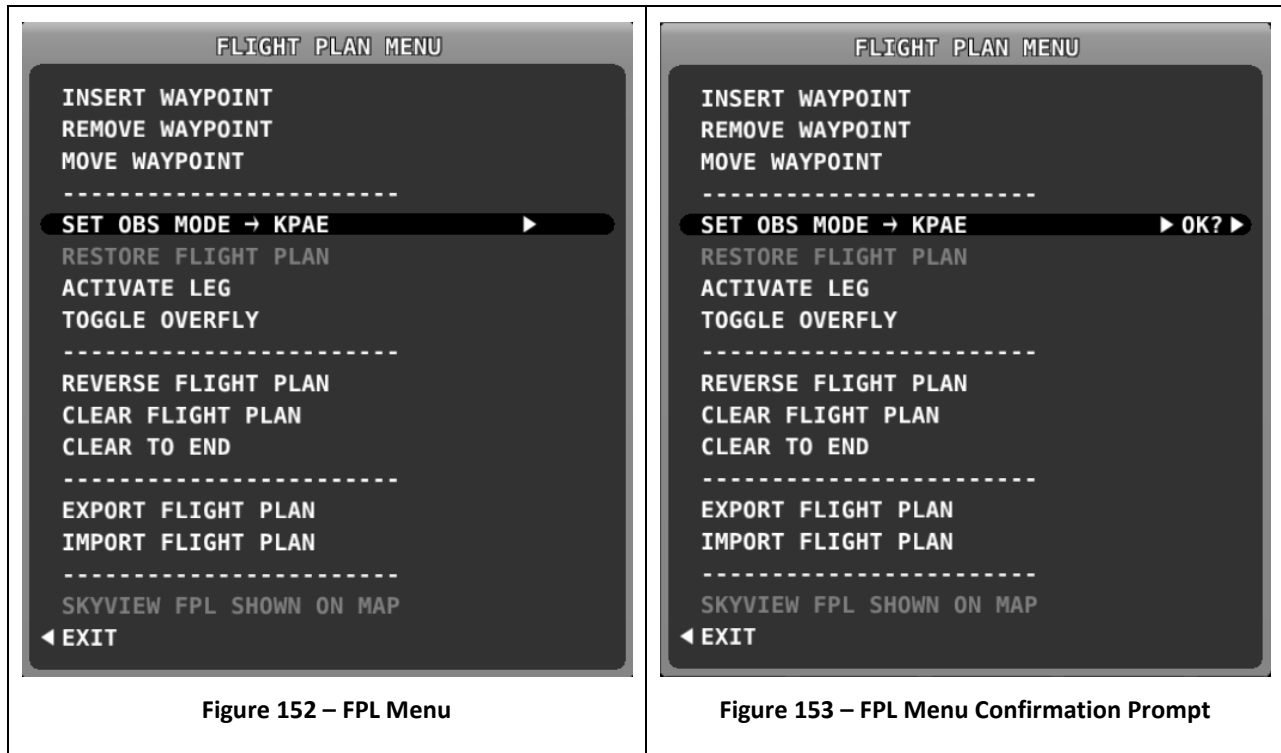 FLIGHT PLAN MENU
INSERT WAYPOINT
REMOVE WAYPOINT
MOVE WAYPOINT
------------------------
SET OBS MODE → KPAE ▶
RESTORE FLIGHT PLAN
ACTIVATE LEG
TOGGLE OVERFLY
------------------------
REVERSE FLIGHT PLAN
CLEAR FLIGHT PLAN
CLEAR TO END
------------------------
EXPORT FLIGHT PLAN
IMPORT FLIGHT PLAN
------------------------
SKYVIEW FPL SHOWN ON MAP
◀ EXIT
Figure 152 – FPL Menu
FLIGHT PLAN MENU
INSERT WAYPOINT
REMOVE WAYPOINT
MOVE WAYPOINT
------------------------
SET OBS MODE → KPAE ▶ OK? ▶
RESTORE FLIGHT PLAN
ACTIVATE LEG
TOGGLE OVERFLY
------------------------
REVERSE FLIGHT PLAN
CLEAR FLIGHT PLAN
CLEAR TO END
------------------------
EXPORT FLIGHT PLAN
IMPORT FLIGHT PLAN
------------------------
SKYVIEW FPL SHOWN ON MAP
◀ EXIT
Figure 153 – FPL Menu Confirmation Prompt